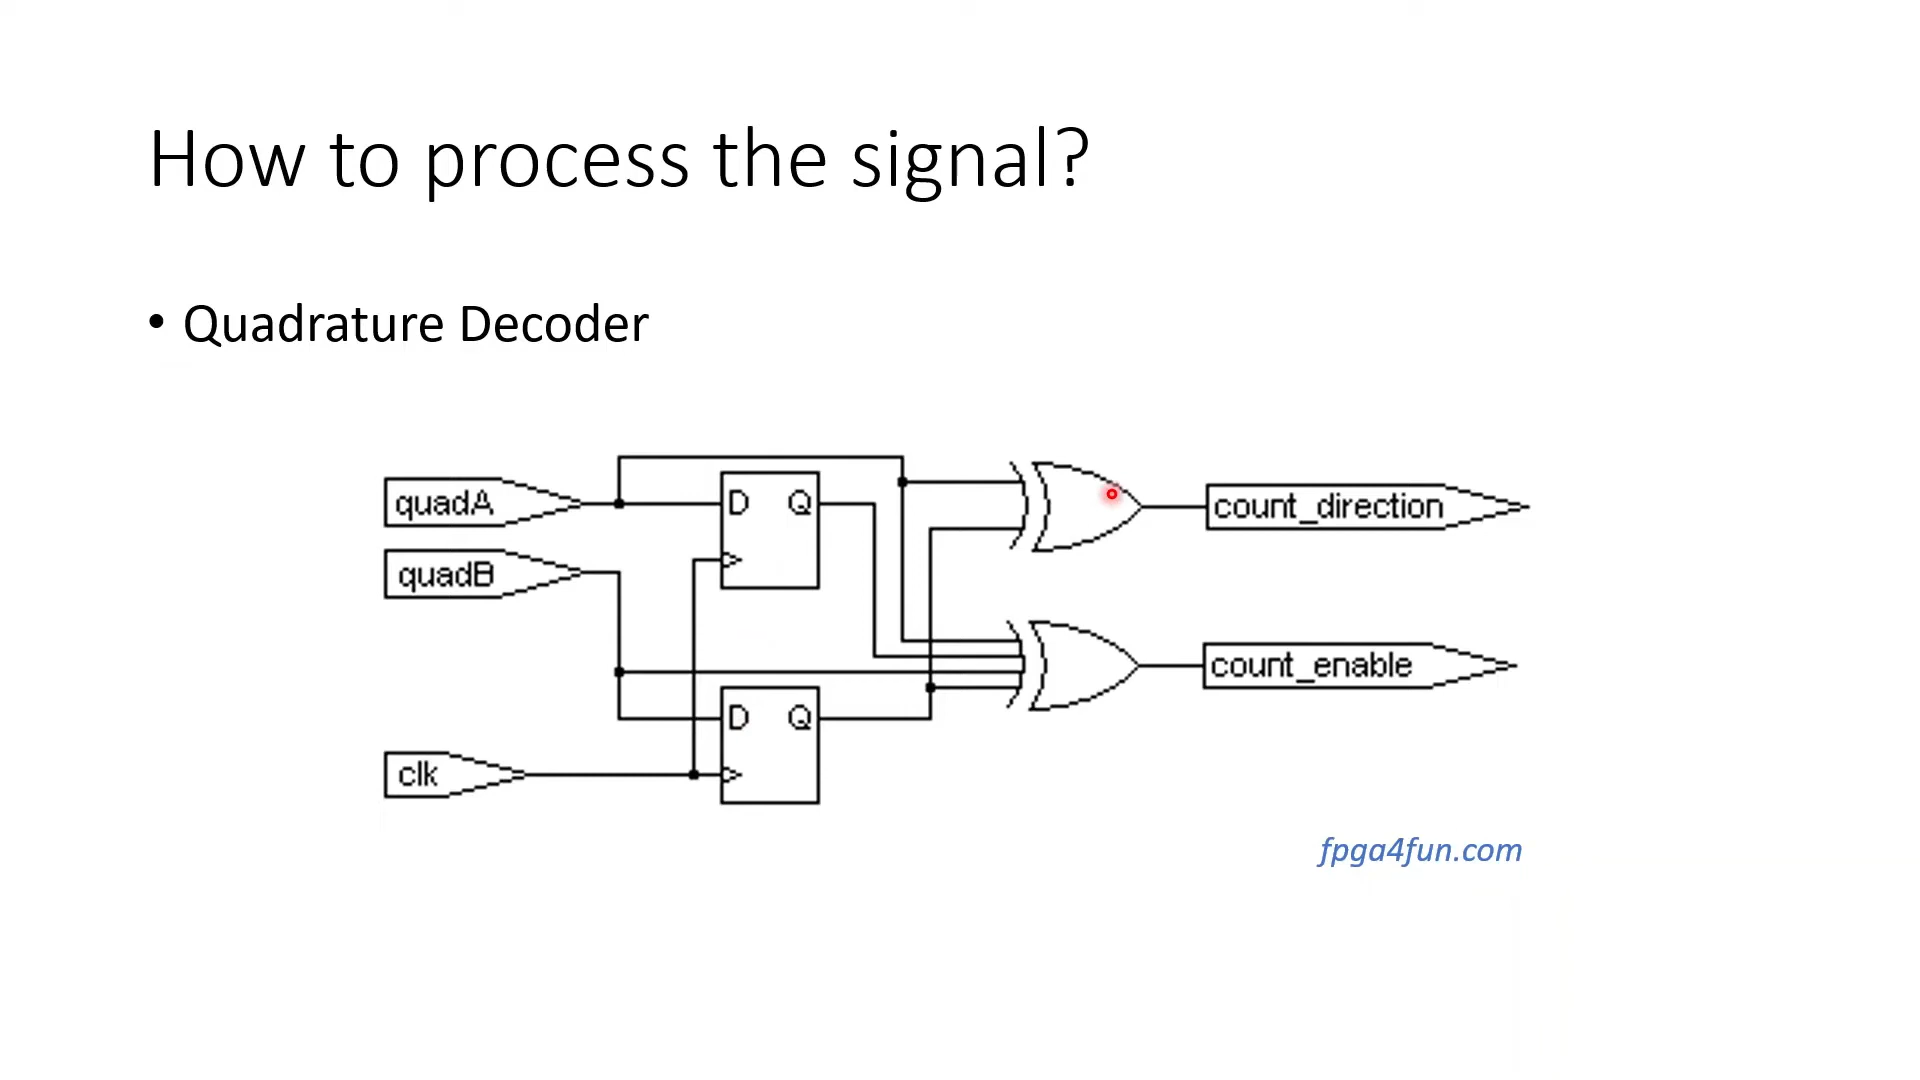 How to process the signal?
• Quadrature Decoder
quadA
D Q
count_direction
quadB
count_enable
D Q
clk
fpga4fun.com